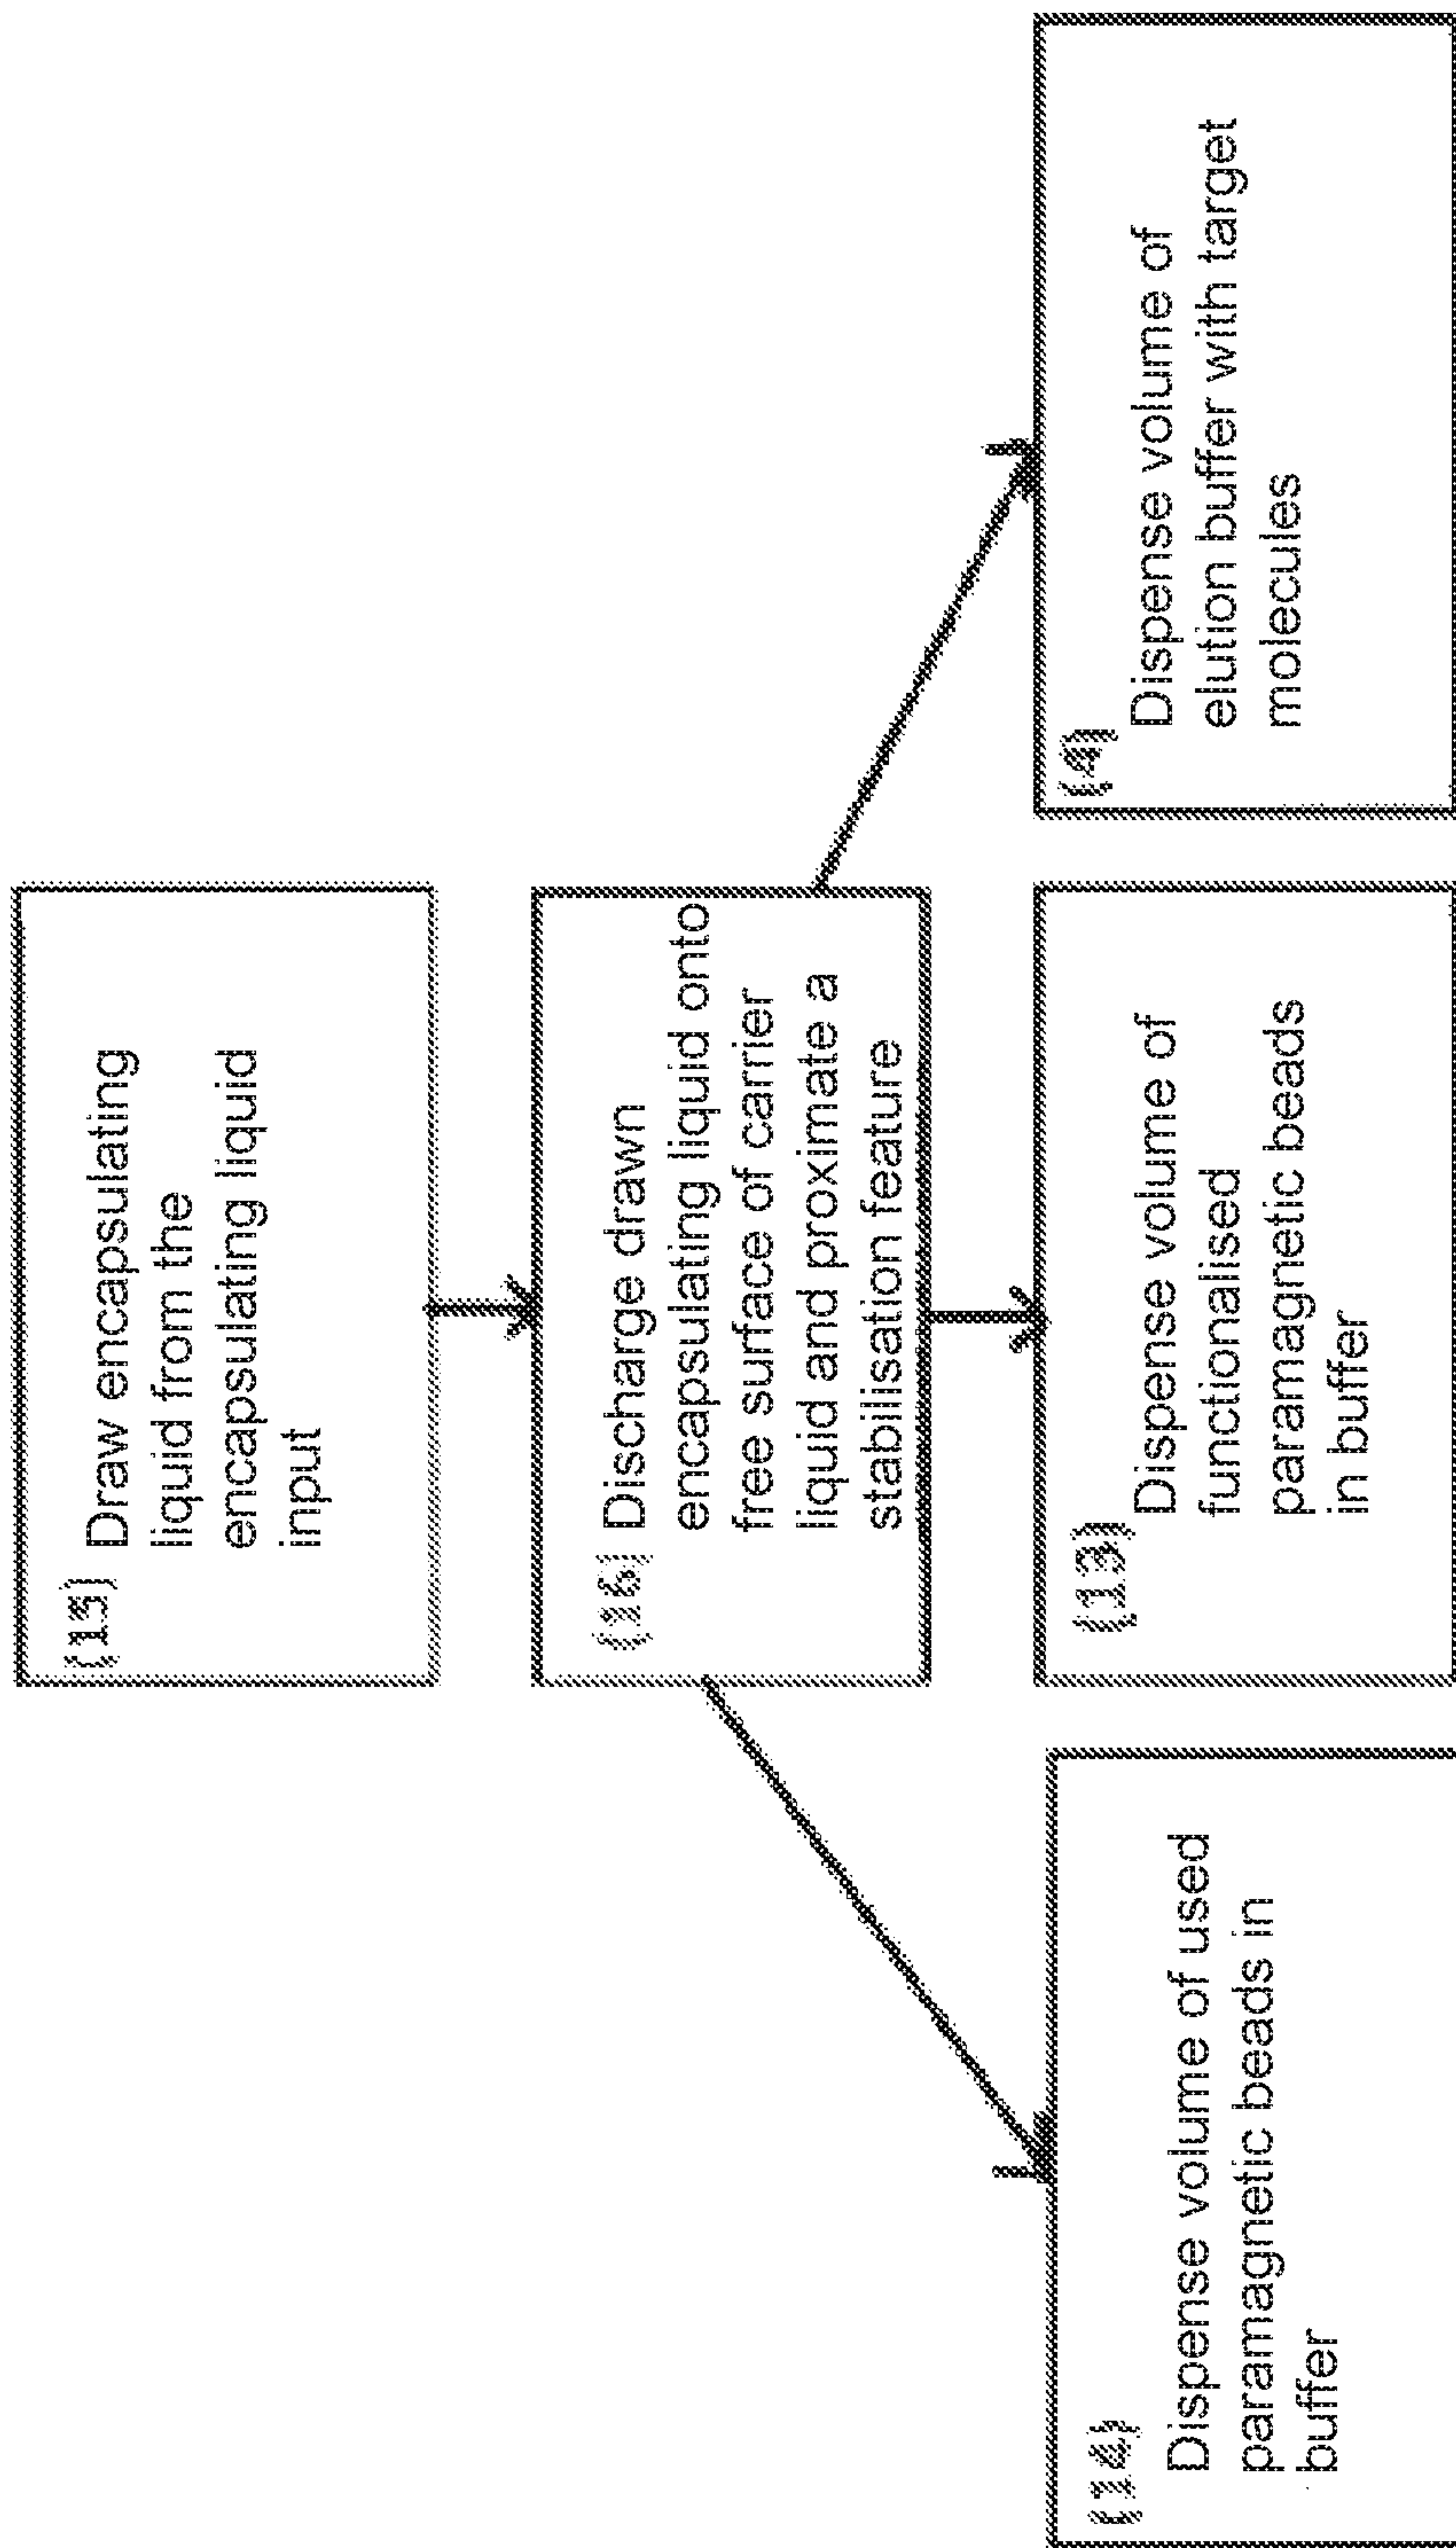 (15)
Draw encapsulating
liquid from the
encapsulating liquid
input
(16)
Discharge drawn
encapsulating liquid onto
free surface of carrier
liquid and proximate a
stabilisation feature
(14)
Dispense volume of used
paramagnetic beads in
buffer
(13)
Dispense volume of
functionalised
paramagnetic beads
in buffer
(4)
Dispense volume of
elution buffer with target
molecules